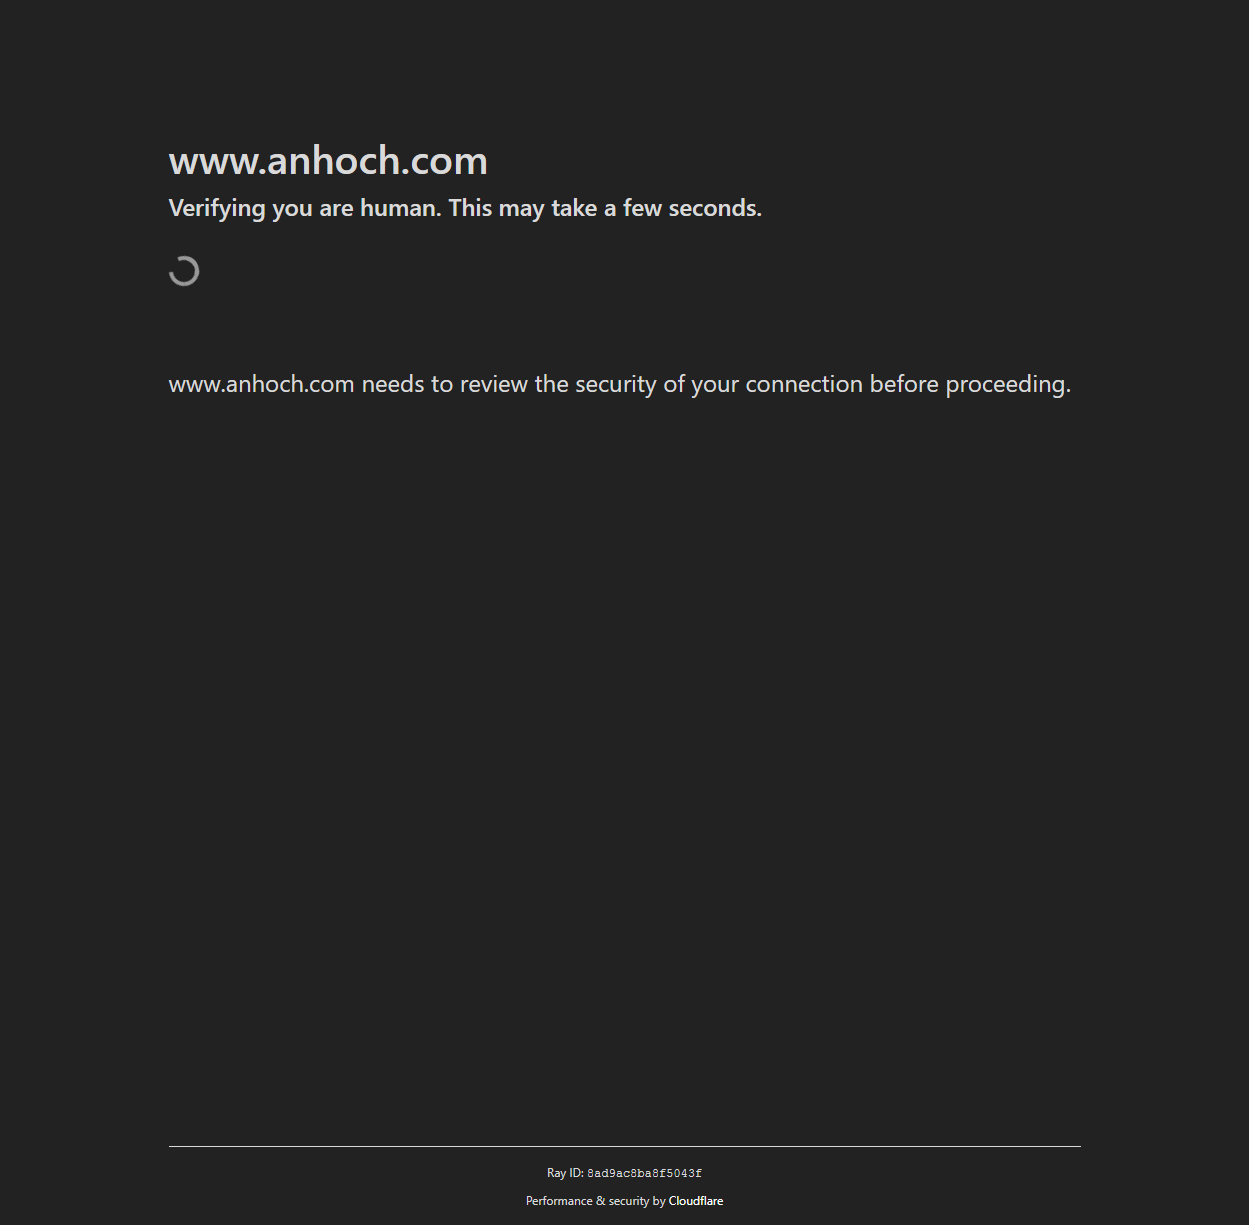 www.anhoch.com
Verifying you are human. This may take a few seconds.
www.anhoch.com needs to review the security of your connection before proceeding.
Ray ID: 8ad9ac8ba8f5043f
Performance & security by Cloudflare